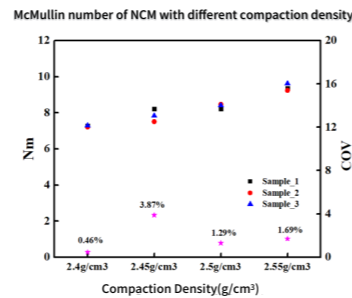 McMullin number of NCM with different compaction density
12
10
8
6
4
2
0
Nm
20
16
12
8
4
0
COV
Sample_1
Sample_2
Sample_3
0.46%
3.87%
1.29%
1.69%
2.4g/cm3
2.45g/cm3
2.5g/cm3
2.55g/cm3
Compaction Density(g/cm³)